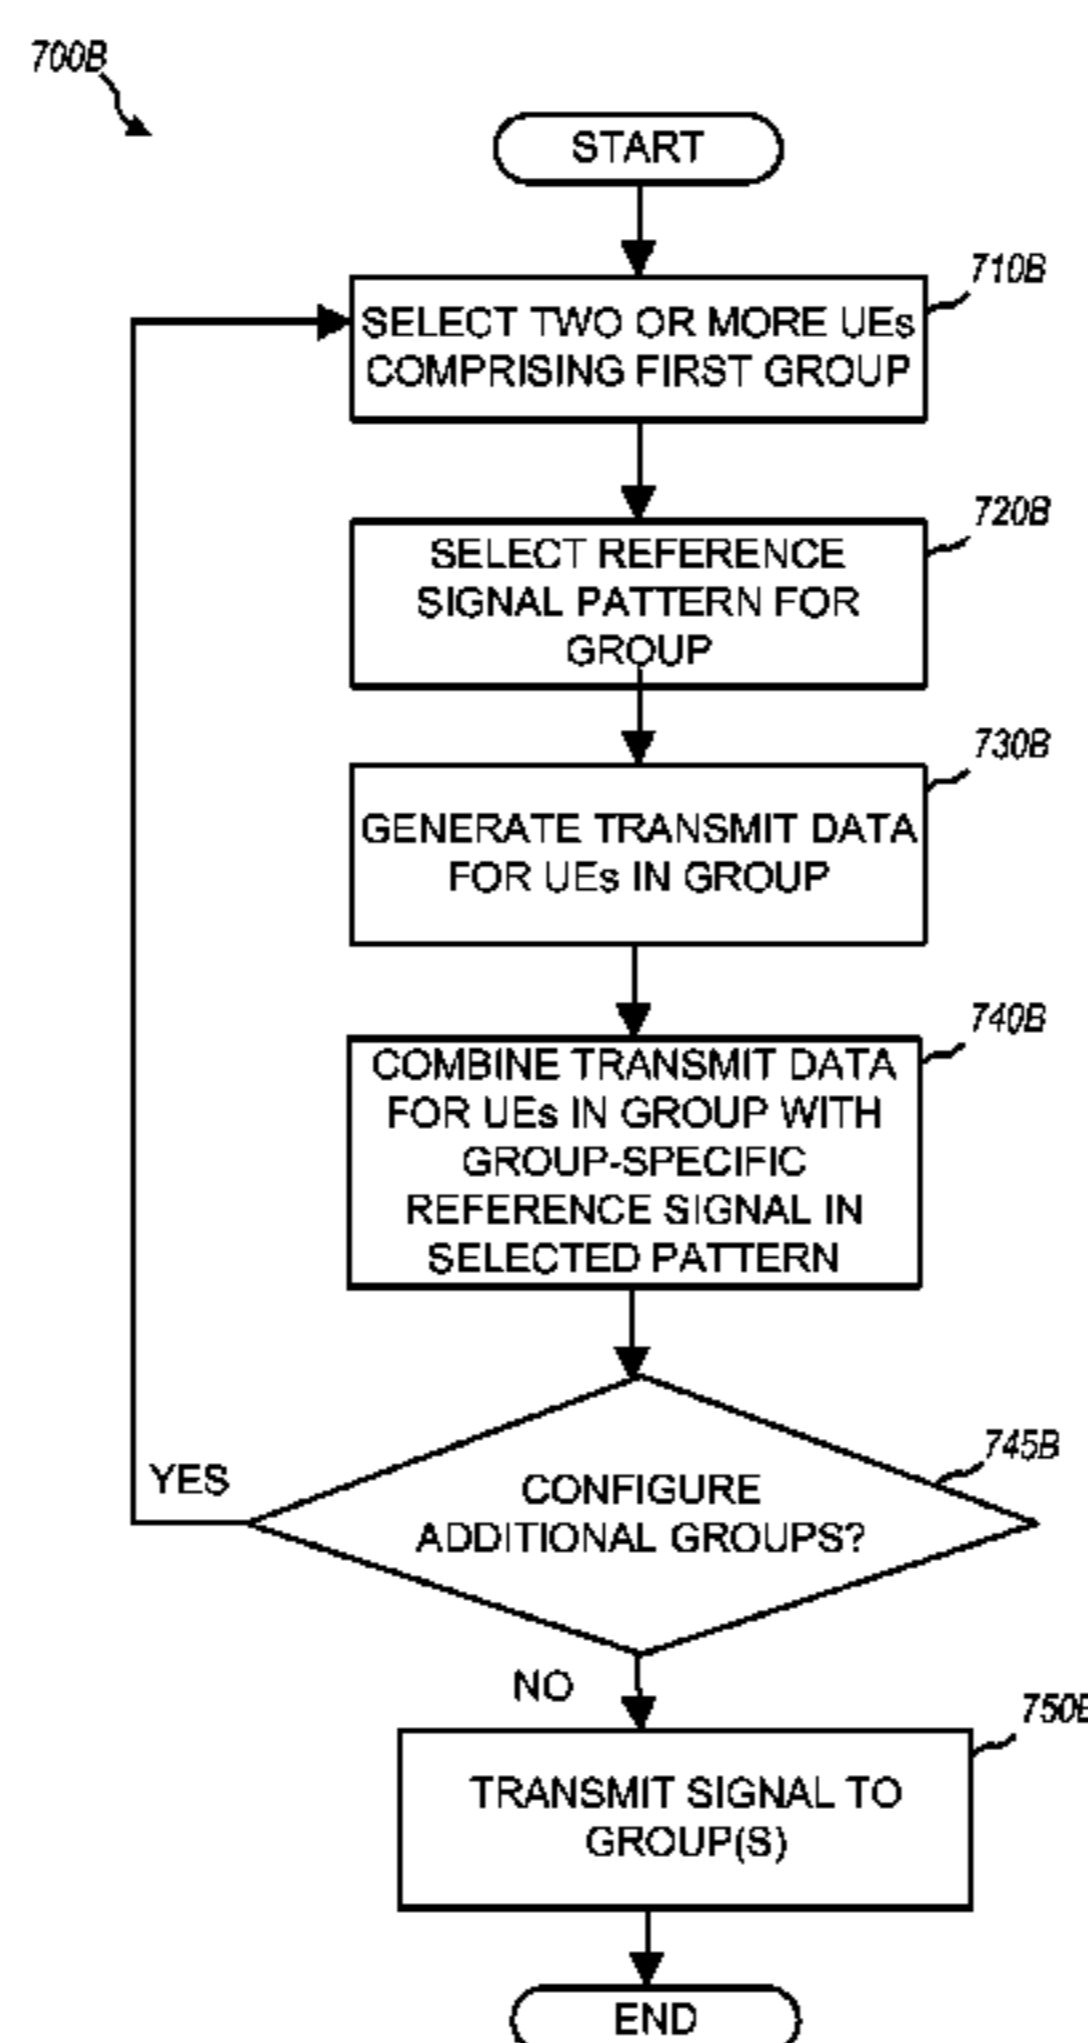 700B
START
710B
SELECT TWO OR MORE UEs
COMPRISING FIRST GROUP
720B
SELECT REFERENCE
SIGNAL PATTERN FOR
GROUP
730B
GENERATE TRANSMIT DATA
FOR UEs IN GROUP
740B
COMBINE TRANSMIT DATA
FOR UEs IN GROUP WITH
GROUP-SPECIFIC
REFERENCE SIGNAL IN
SELECTED PATTERN
745B
YES
CONFIGURE
ADDITIONAL GROUPS?
NO
750B
TRANSMIT SIGNAL TO
GROUP(S)
END